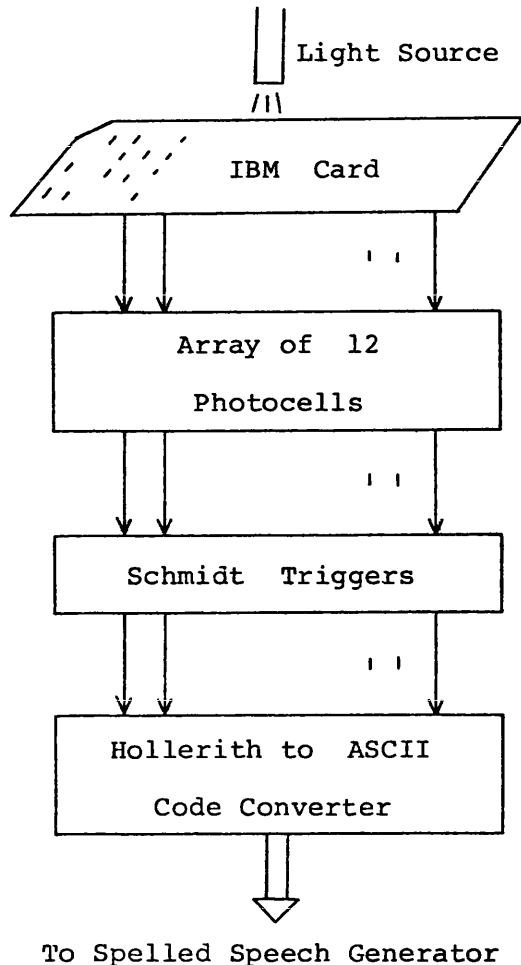 Light Source
IBM Card
Array of 12
Photocells
Schmidt Triggers
Hollerith to ASCII
Code Converter
To Spelled Speech Generator